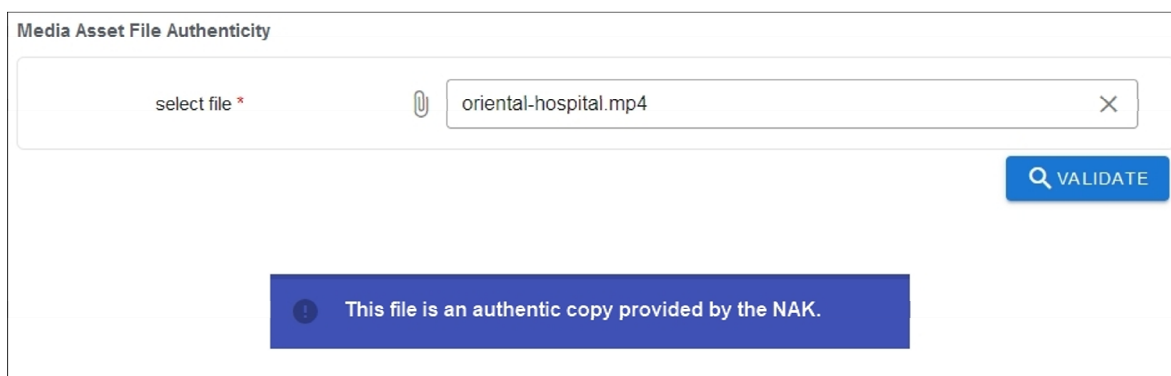 Media Asset File Authenticity
select file *
oriental-hospital.mp4
VALIDATE
This file is an authentic copy provided by the NAK.